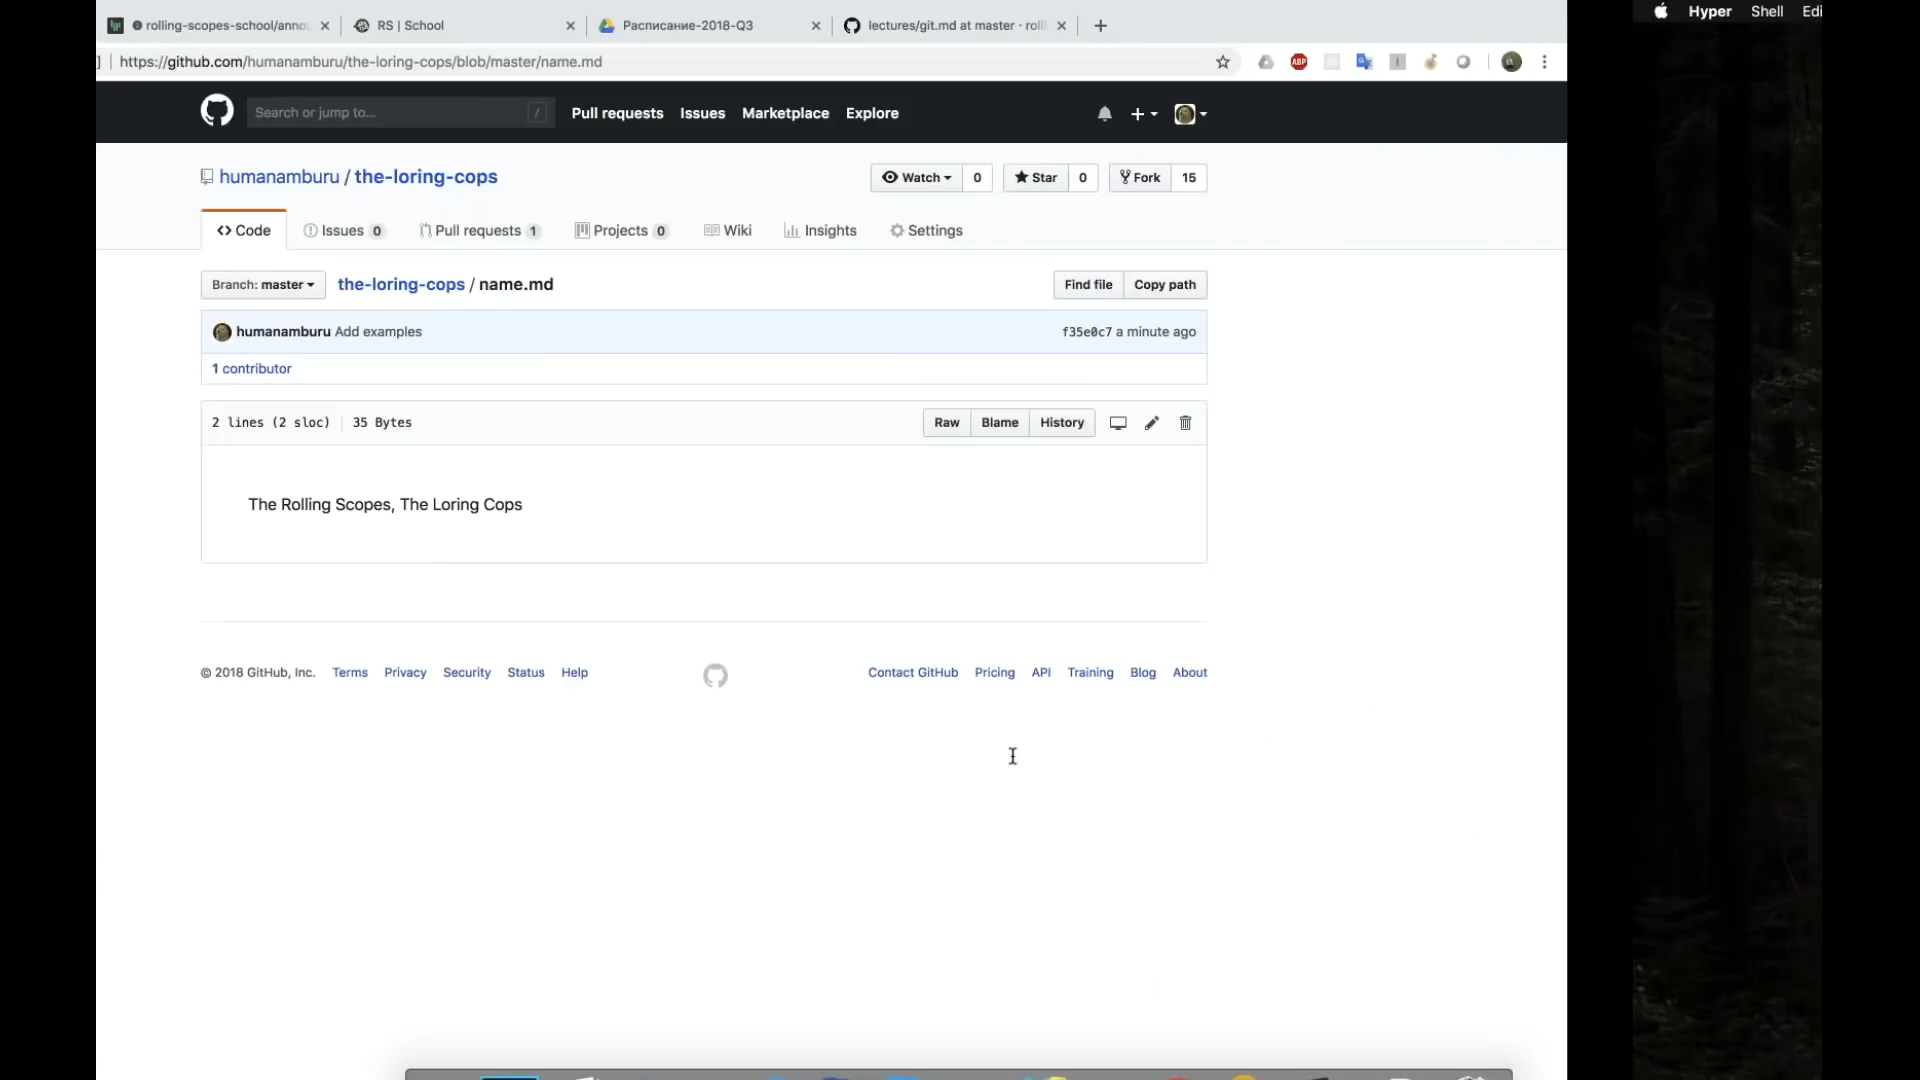 rolling-scopes-school/anno
RS | School
Расписание-2018-Q3
lectures/git.md at master · roll
Hyper Shell Edi
https://github.com/humanamburu/the-loring-cops/blob/master/name.md
ABP
Search or jump to... /
Pull requests Issues Marketplace Explore
humanamburu / the-loring-cops
Watch 0 Star 0 Fork 15
Code Issues 0 Pull requests 1 Projects 0 Wiki Insights Settings
Branch: master the-loring-cops / name.md Find file Copy path
humanamburu Add examples f35e0c7 a minute ago
1 contributor
2 lines (2 sloc) 35 Bytes Raw Blame History
The Rolling Scopes, The Loring Cops
© 2018 GitHub, Inc. Terms Privacy Security Status Help Contact GitHub Pricing API Training Blog About